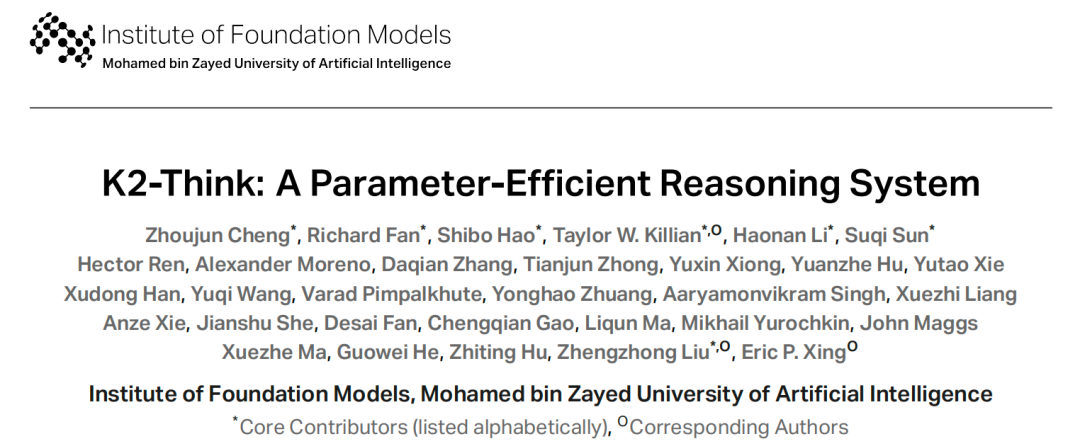 Institute of Foundation Models
Mohamed bin Zayed University of Artificial Intelligence
K2-Think: A Parameter-Efficient Reasoning System
Zhoujun Cheng*, Richard Fan*, Shibo Hao*, Taylor W. Killian*,O, Haonan Li*, Suqi Sun*
Hector Ren, Alexander Moreno, Daqian Zhang, Tianjun Zhong, Yuxin Xiong, Yuanzhe Hu, Yutao Xie
Xudong Han, Yuqi Wang, Varad Pimpalkhute, Yonghao Zhuang, Aaryamonvikram Singh, Xuezhi Liang
Anze Xie, Jianshu She, Desai Fan, Chengqian Gao, Liqun Ma, Mikhail Yurochkin, John Maggs
Xuezhe Ma, Guowei He, Zhiting Hu, Zhengzhong Liu*,O, Eric P. XingO
Institute of Foundation Models, Mohamed bin Zayed University of Artificial Intelligence
*Core Contributors (listed alphabetically), OCorresponding Authors